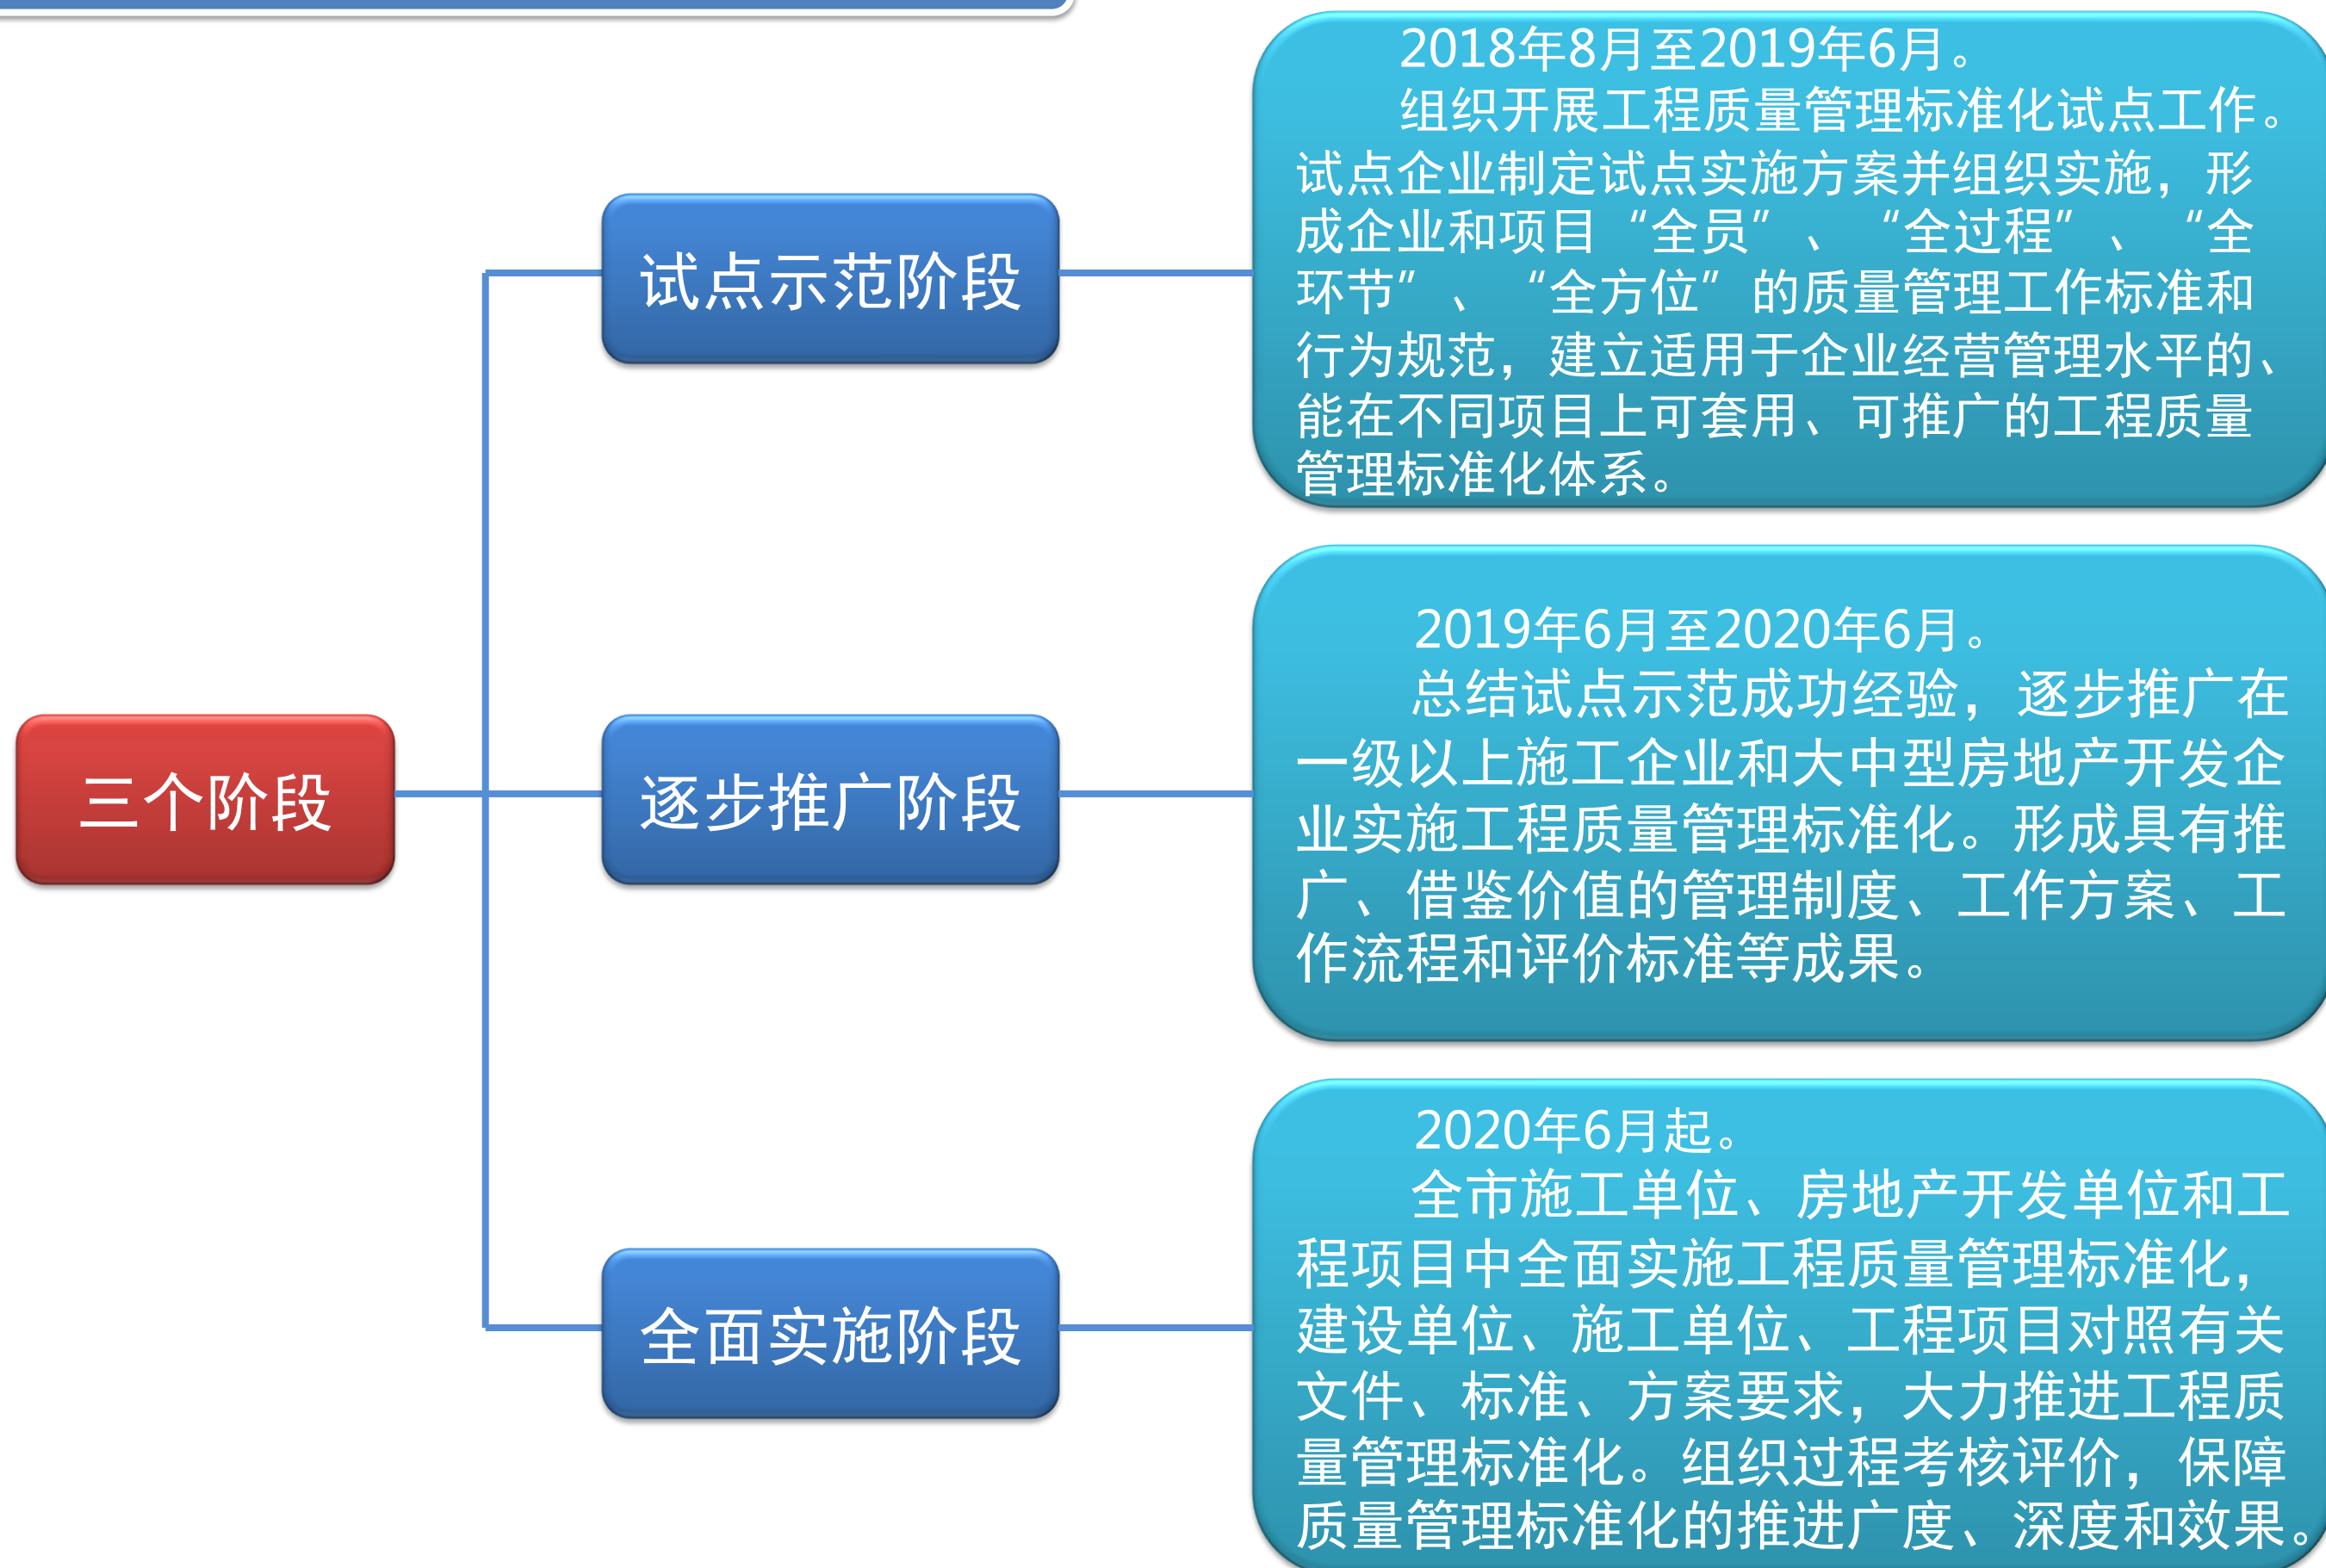 三个阶段
试点示范阶段
2018年8月至2019年6月。
组织开展工程质量管理标准化试点工作。
试点企业制定试点实施方案并组织实施，形
成企业和项目“全员”、“全过程”、“全
环节”、“全方位”的质量管理工作标准和
行为规范，建立适用于企业经营管理水平的、
能在不同项目上可套用、可推广的工程质量
管理标准化体系。
逐步推广阶段
2019年6月至2020年6月。
总结试点示范成功经验，逐步推广在
一级以上施工企业和大中型房地产开发企
业实施工程质量管理标准化。形成具有推
广、借鉴价值的管理制度、工作方案、工
作流程和评价标准等成果。
全面实施阶段
2020年6月起。
全市施工单位、房地产开发单位和工
程项目中全面实施工程质量管理标准化，
建设单位、施工单位、工程项目对照有关
文件、标准、方案要求，大力推进工程质
量管理标准化。组织过程考核评价，保障
质量管理标准化的推进广度、深度和效果。